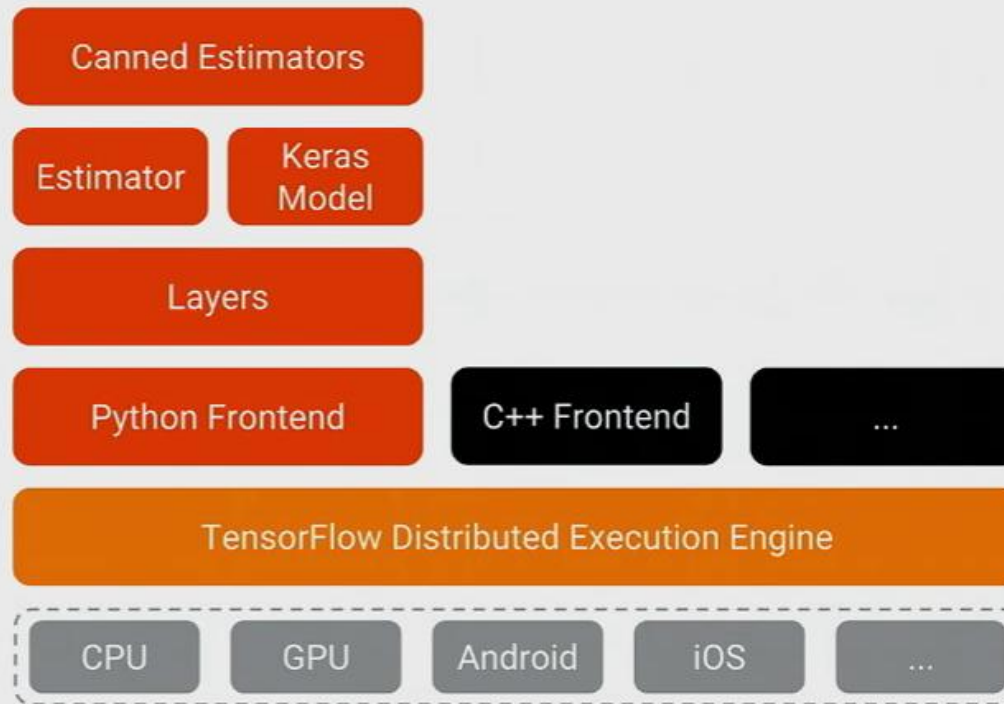 Canned Estimators
Estimator
Keras
Model
Layers
Python Frontend
C++ Frontend
...
TensorFlow Distributed Execution Engine
CPU
GPU
Android
iOS
...